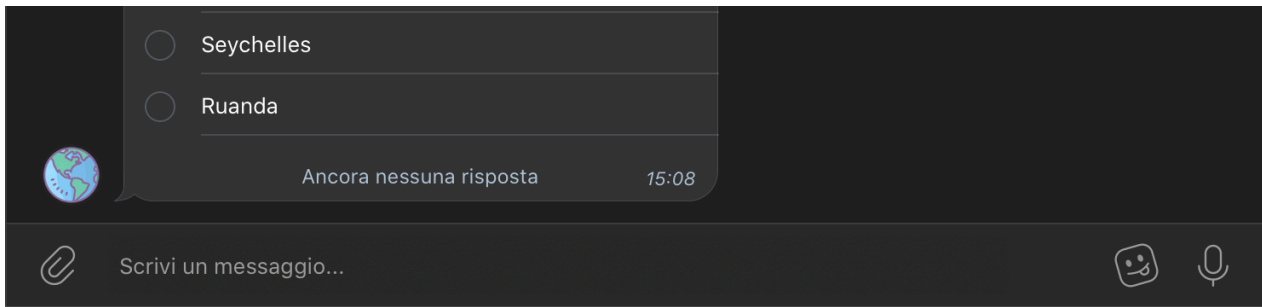 Seychelles
Ruanda
Ancora nessuna risposta 15:08
Scrivi un messaggio...